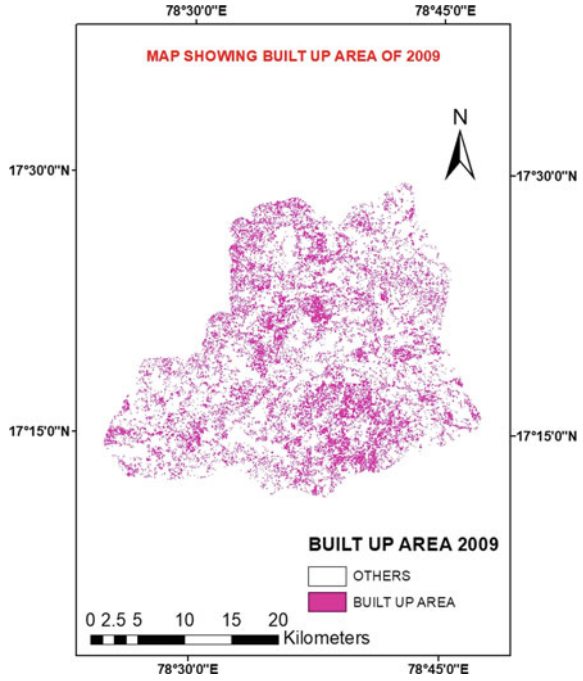 78°30'0"E 78°45'0"E
MAP SHOWING BUILT UP AREA OF 2009
N
17°30'0"N 17°30'0"N
17°15'0"N 17°15'0"N
BUILT UP AREA 2009
OTHERS
BUILT UP AREA
0 2.5 5 10 15 20
Kilometers
78°30'0"E 78°45'0"E